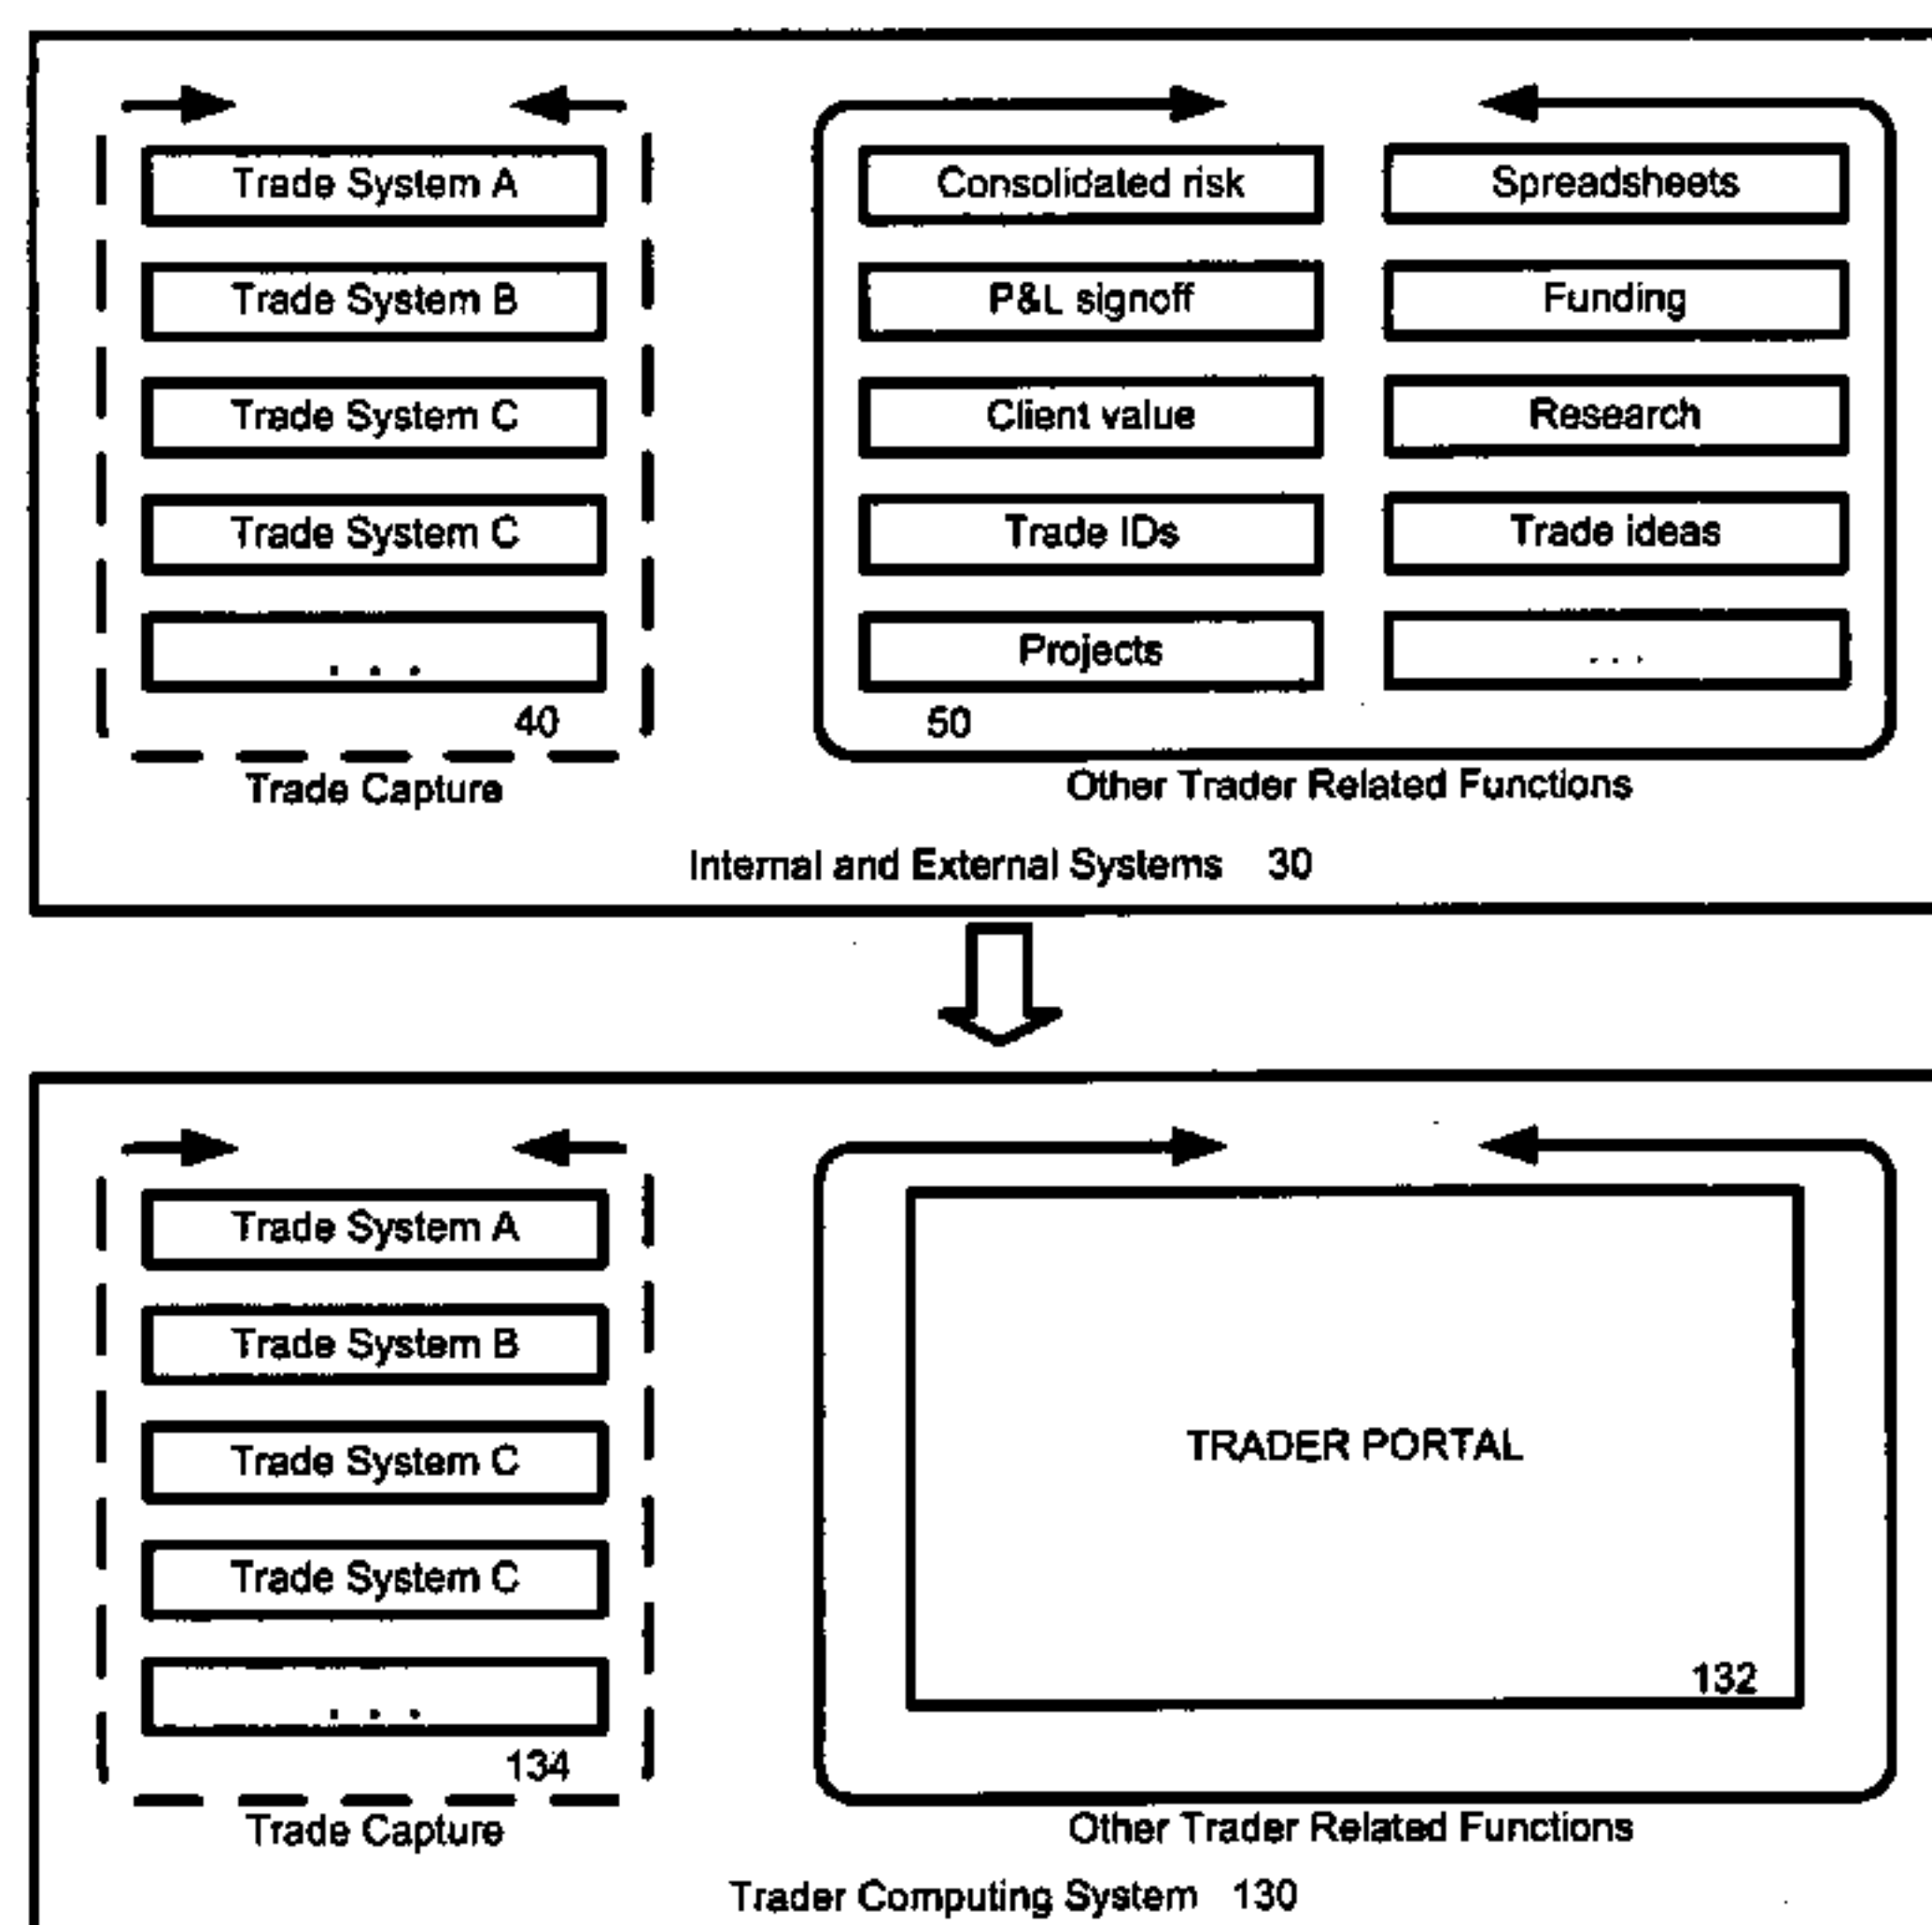 Trade System A
Trade System B
Trade System C
Trade System C
. . .
40
Trade Capture
Consolidated risk
Spreadsheets
P&L signoff
Funding
Client value
Research
Trade IDs
Trade ideas
Projects
. . .
50
Other Trader Related Functions
Internal and External Systems 30
Trade System A
Trade System B
Trade System C
Trade System C
. . .
134
Trade Capture
TRADER PORTAL
132
Other Trader Related Functions
Trader Computing System 130